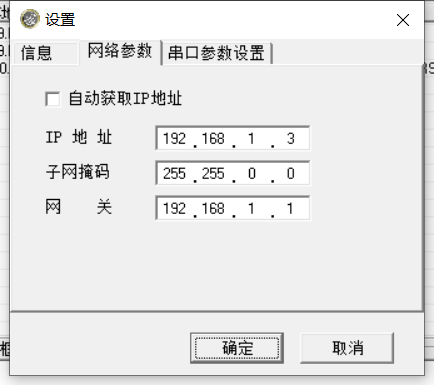 设置
信息 网络参数 串口参数设置
自动获取IP地址
IP 地 址 192 . 168 . 1 . 3
子网掩码 255 . 255 . 0 . 0
网 关 192 . 168 . 1 . 1
确定 取消